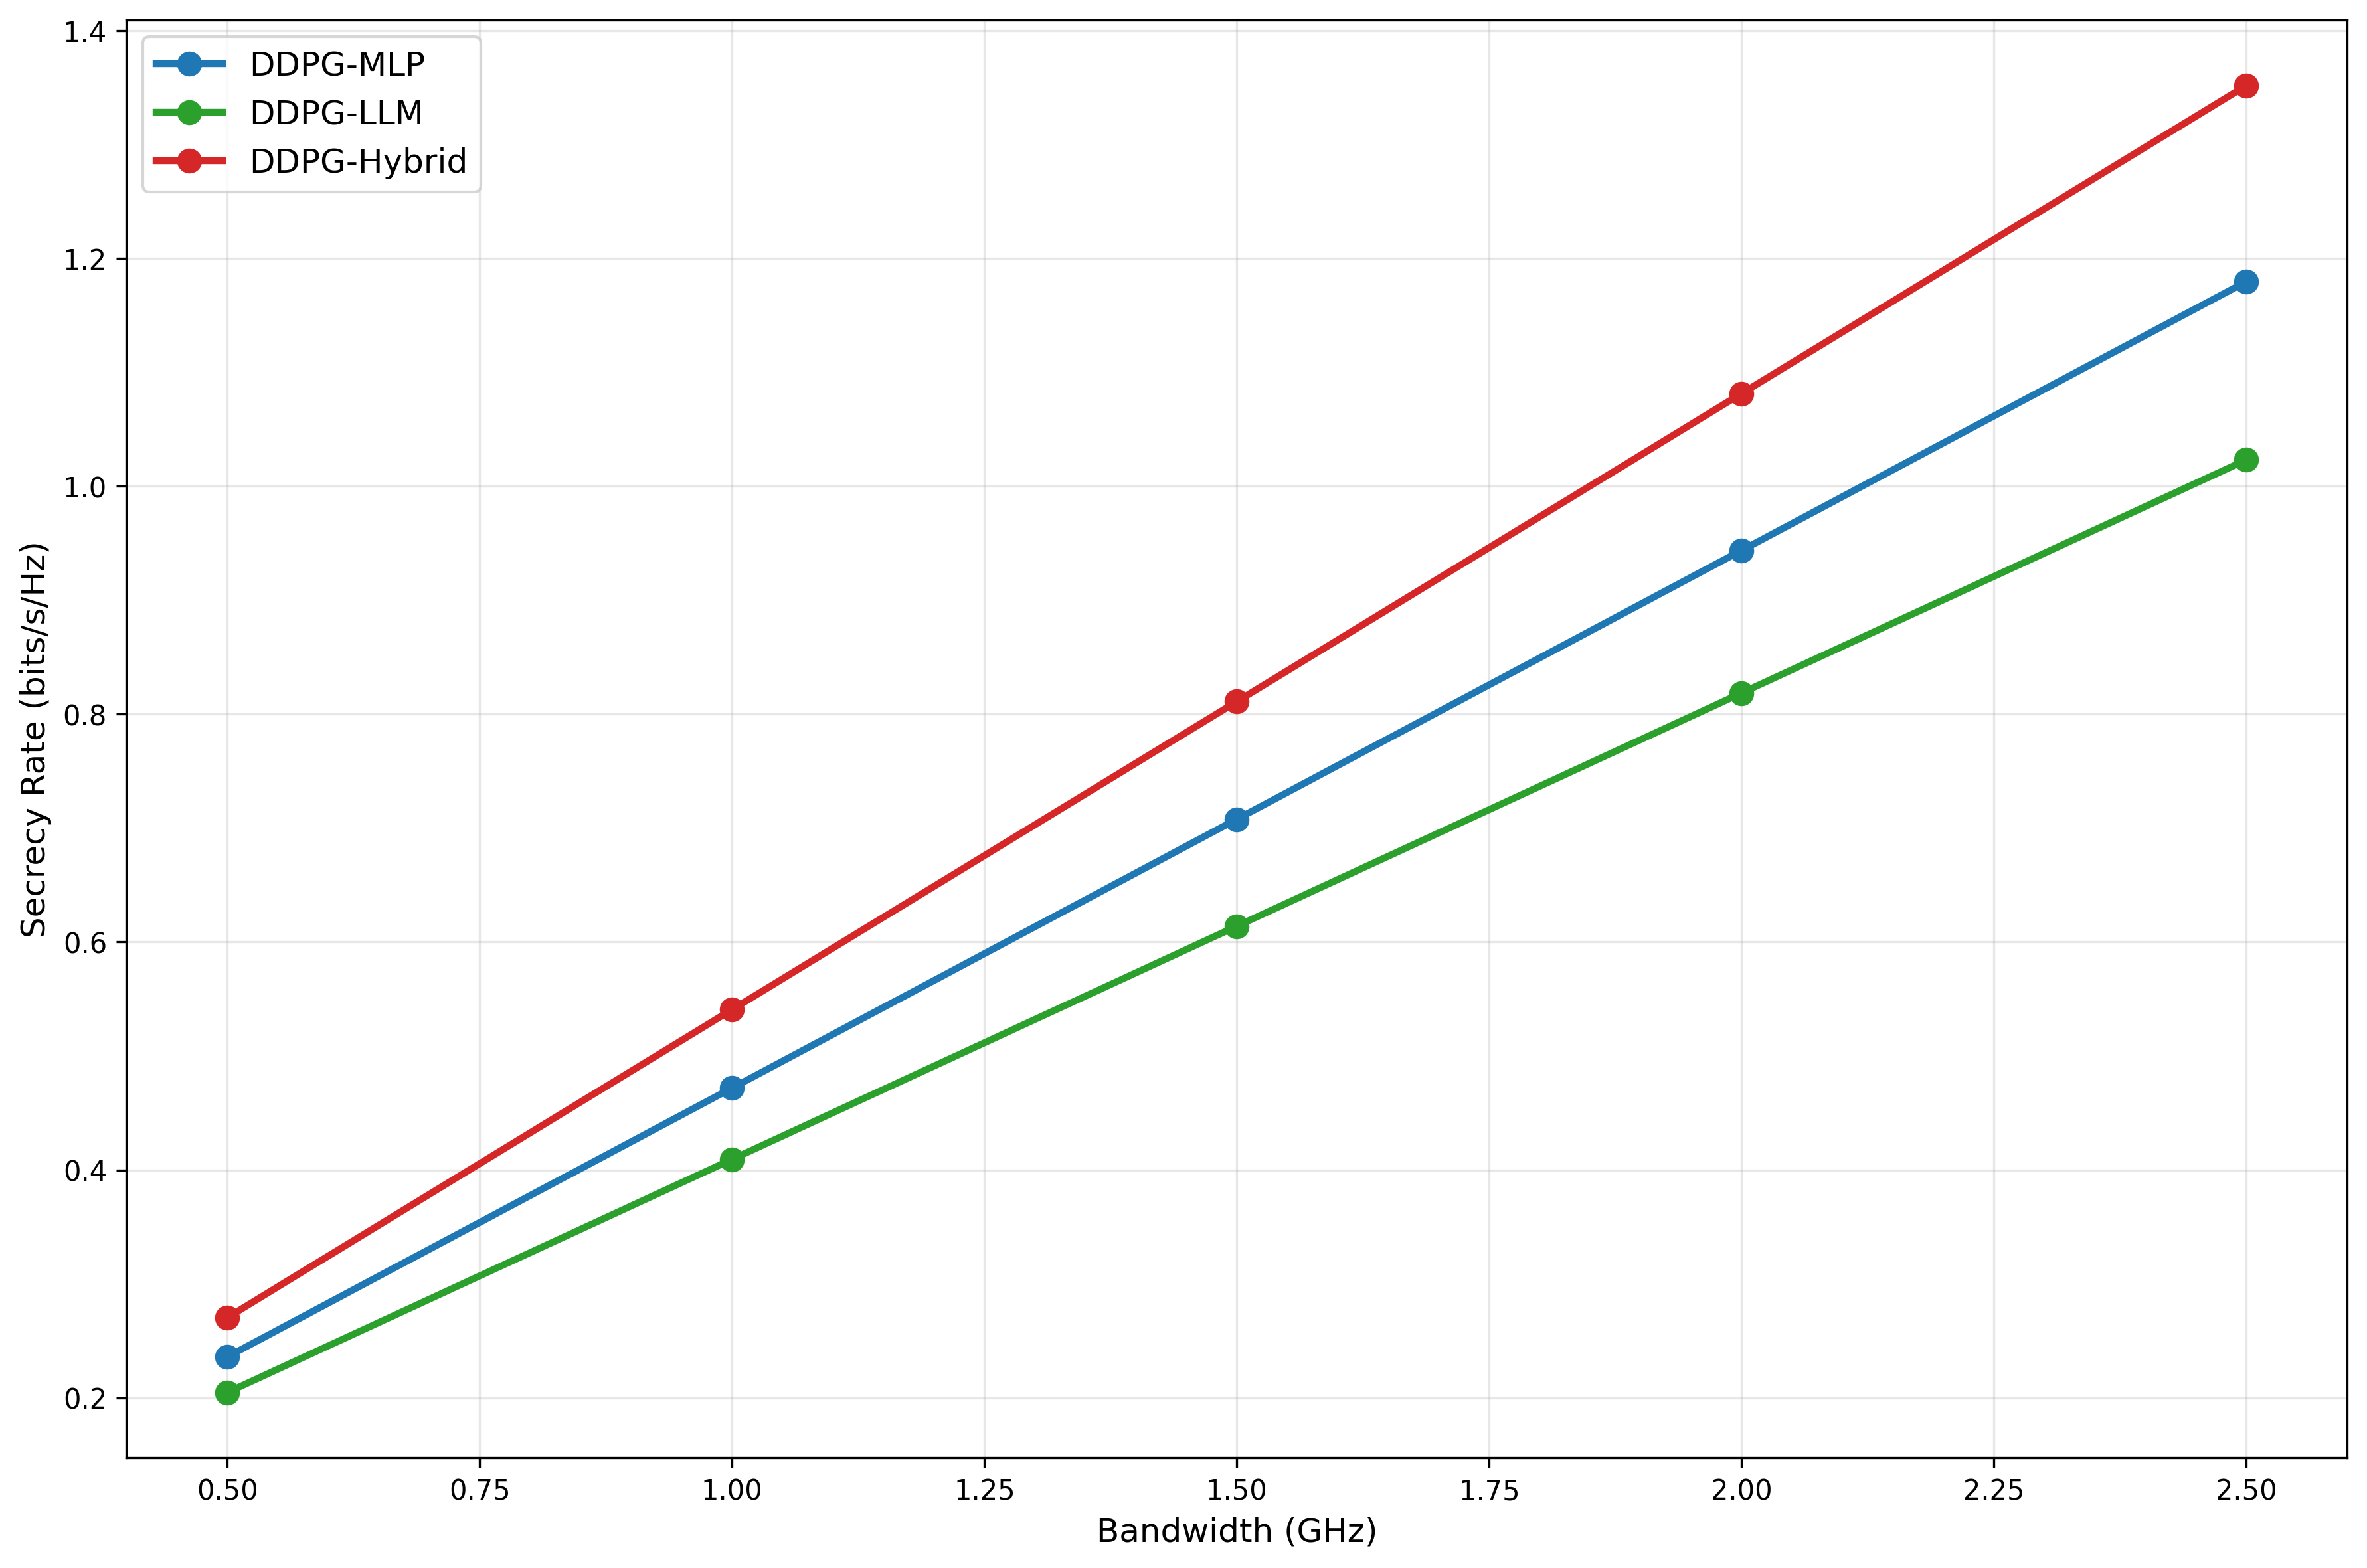 DDPG-MLP
DDPG-LLM
DDPG-Hybrid
1.4
1.2
1.0
0.8
0.6
0.4
0.2
Secrecy Rate (bits/s/Hz)
0.50 0.75 1.00 1.25 1.50 1.75 2.00 2.25 2.50
Bandwidth (GHz)